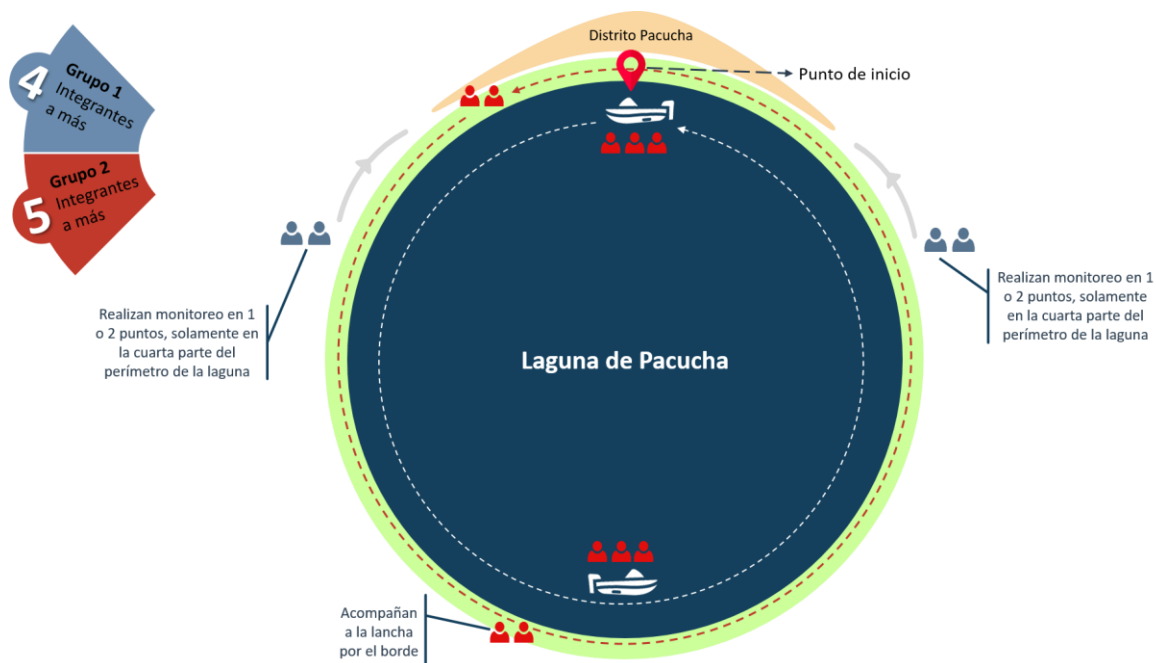 Distrito Pacucha
Punto de inicio
4
Grupo 1
Integrantes
a más
5
Grupo 2
Integrantes
a más
Realizan monitoreo en 1
o 2 puntos, solamente en
la cuarta parte del
perímetro de la laguna
Realizan monitoreo en 1
o 2 puntos, solamente
en la cuarta parte del
perímetro de la laguna
Laguna de Pacucha
Acompañan
a la lancha
por el borde